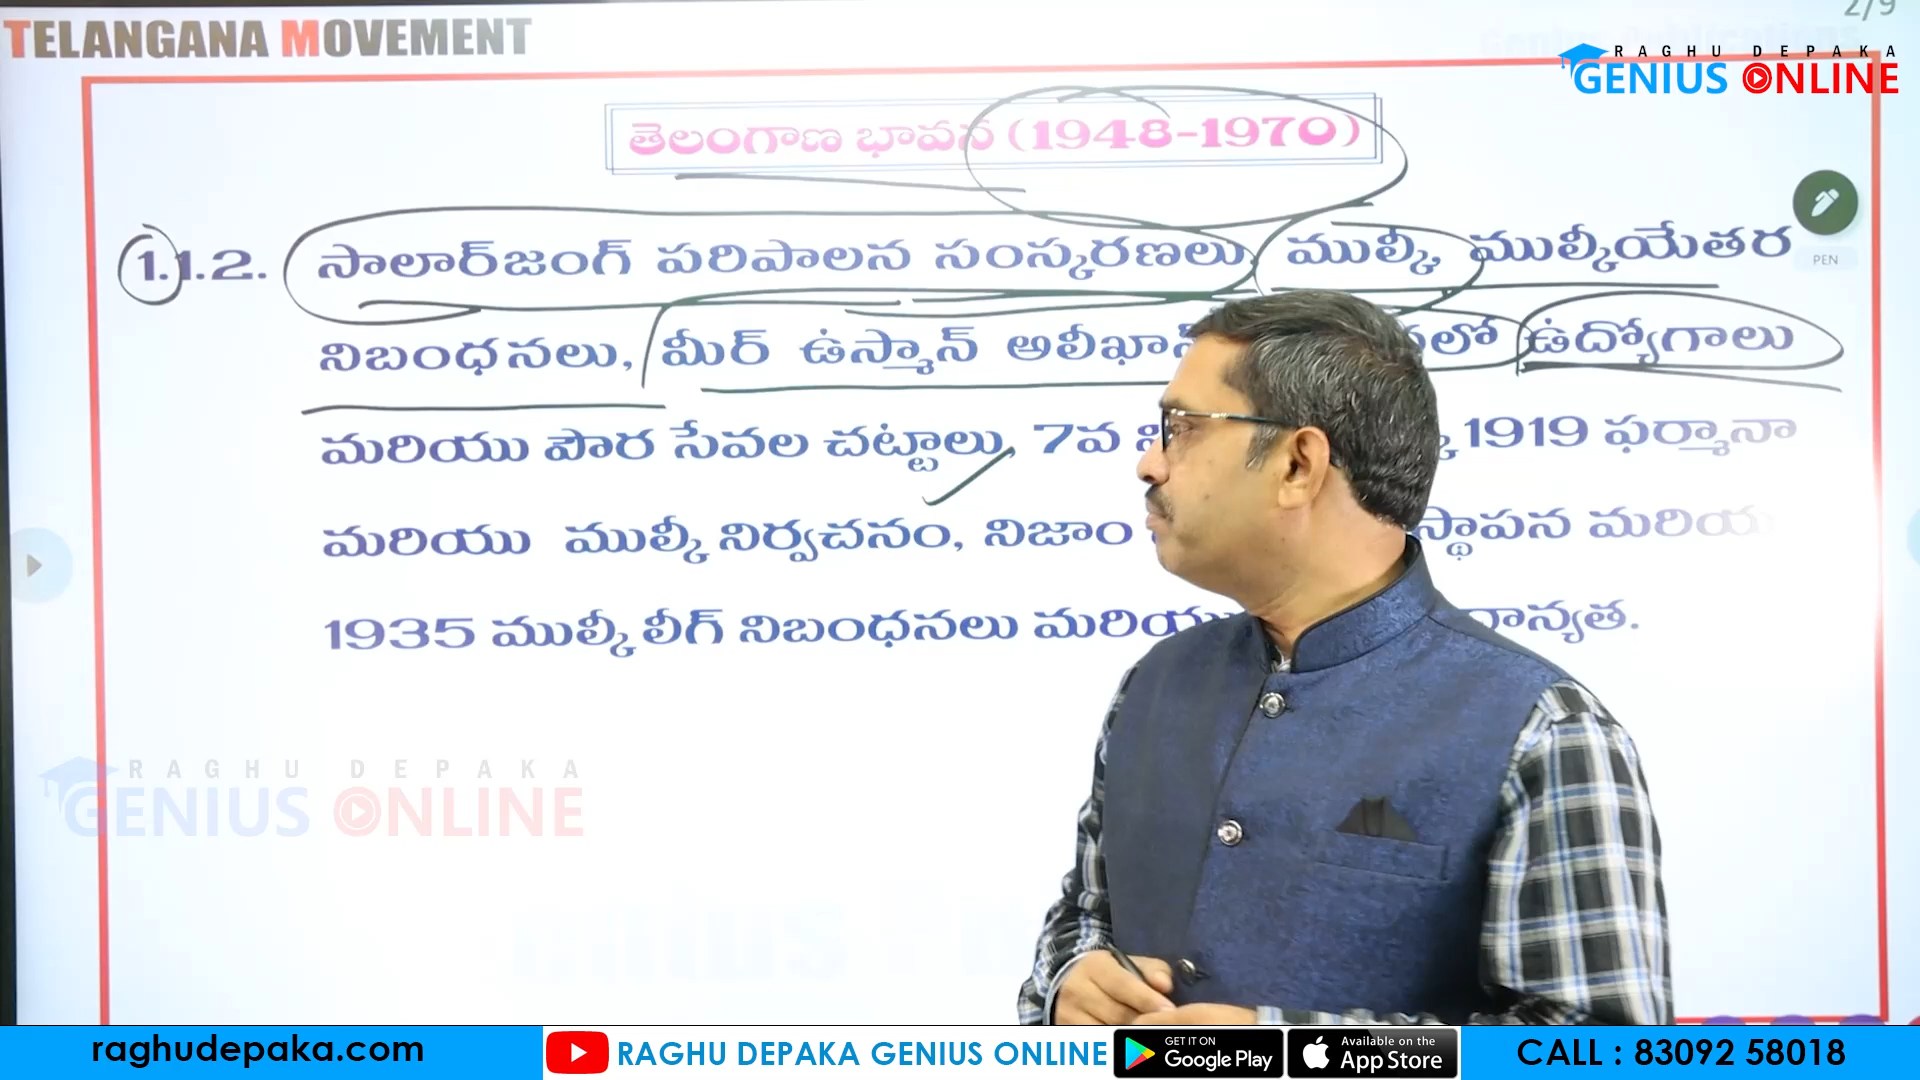 TELANGANA MOVEMENT
2/9
RAGHU DEPAKA
GENIUS ONLINE
తెలంగాణ భావన (1948-1970)
1.1.2. సాలార్‌జంగ్ పరిపాలన సంస్కరణలు, ముల్కీ, ముల్కీయేతర
PEN
నిబంధనలు, మీర్ ఉస్మాన్ అలీఖాన్ ఉద్యోగాలు
మరియు పౌర సేవల చట్టాలు, 7వ 1919 ఫర్మానా
మరియు ముల్కీ నిర్వచనం, నిజాం స్థాపన మరియు
1935 ముల్కీ లీగ్ నిబంధనలు మరియు
RAGHU DEPAKA
GENIUS ONLINE
raghudepaka.com
RAGHU DEPAKA GENIUS ONLINE
GET IT ON
Google Play
Available on the
App Store
CALL : 83092 58018